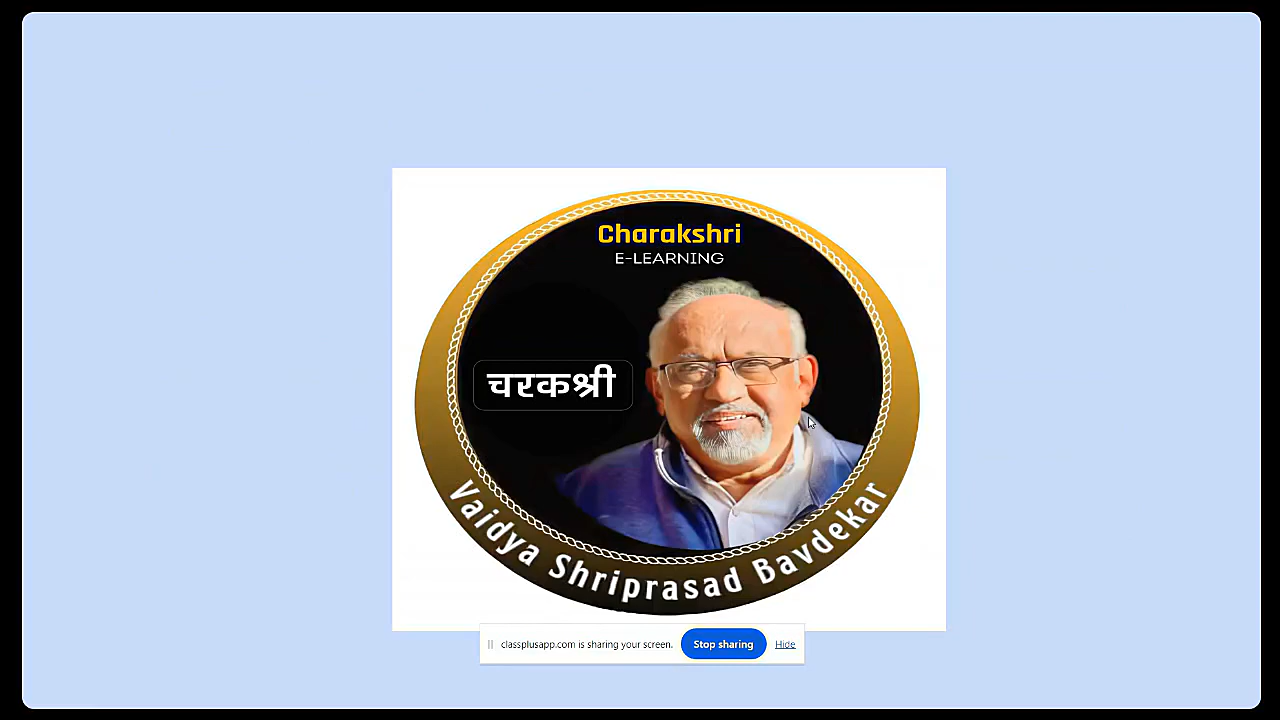 Charakshri
E-LEARNING
चरकश्री
Vaidya Shriprasad Bavdekar
classplusapp.com is sharing your screen.
Stop sharing
Hide